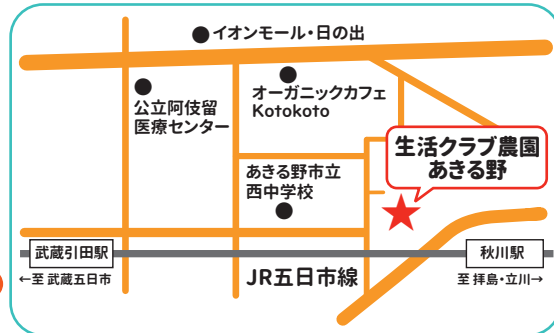 イオンモール・日の出
公立阿伎留
医療センター
オーガニックカフェ
Kotokoto
生活クラブ農園
あきる野
あきる野市立
西中学校
武蔵引田駅
秋川駅
←至 武蔵五日市
JR五日市線
至 拝島・立川→